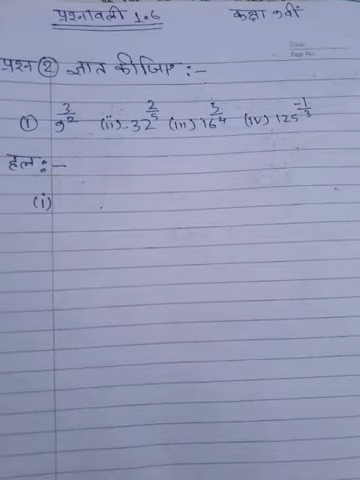 प्रश्नावली 1.6 कक्षा 9वीं
Date:
Page No:
प्रश्न ② ज्ञात कीजिए :-
① 9^{3/2} (ii) - 32^{2/5} (iii) 16^{3/4} (iv) 125^{-1/3}
हल :-
(i)